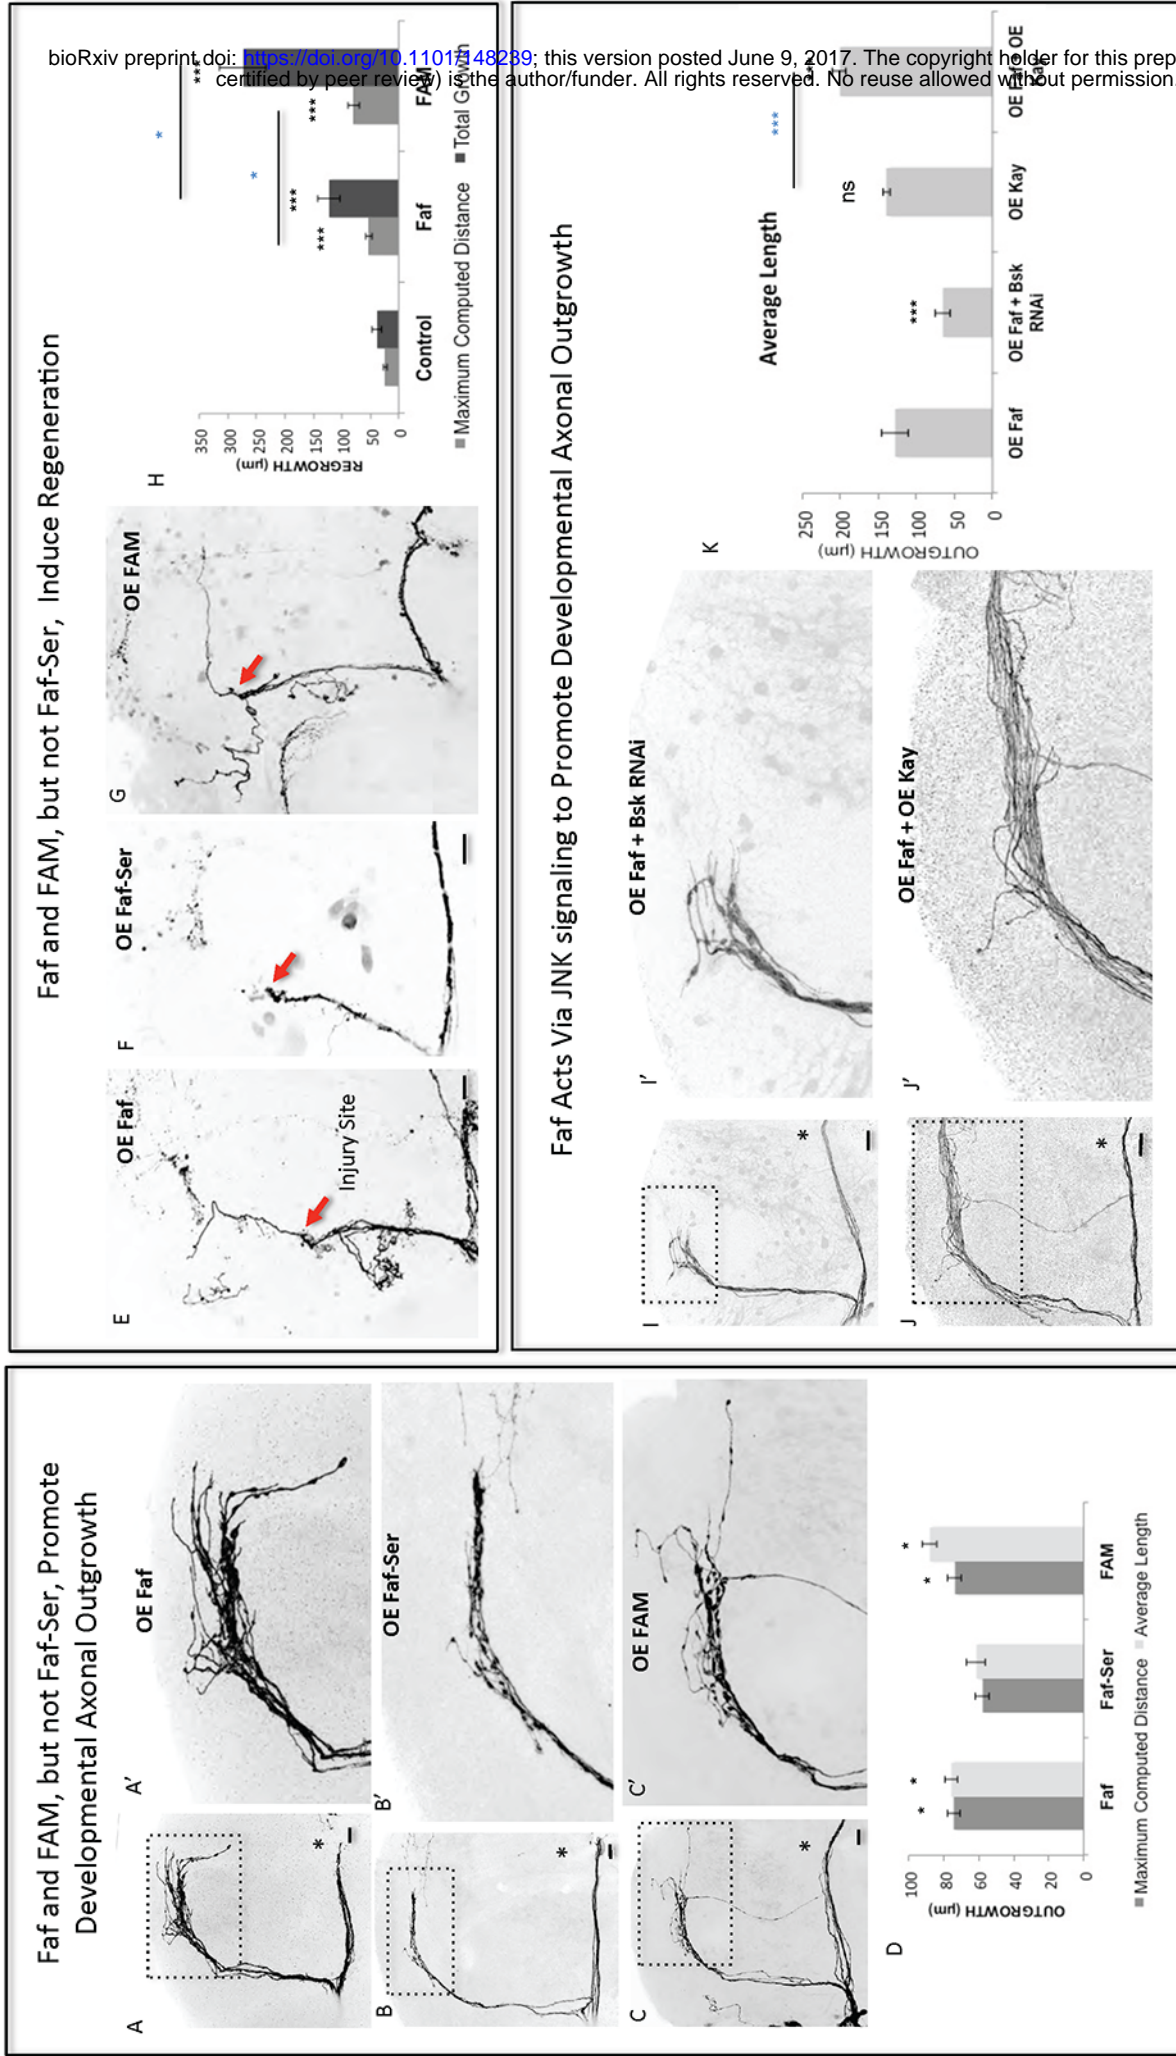 bioRxiv preprint doi: https://doi.org/10.1101/148239; this version posted June 9, 2017. The copyright holder for this prep
certified by peer review) is the author/funder. All rights reserved. No reuse allowed without permission.
Faf and FAM, but not Faf-Ser, Promote
Developmental Axonal Outgrowth
A
A'
OE Faf
*
B
B'
OE Faf-Ser
*
C
C'
OE FAM
*
D
OUTGROWTH (µm)
100
80
60
40
20
0
* *
* *
Faf
Faf-Ser
FAM
Maximum Computed Distance
Average Length
Faf and FAM, but not Faf-Ser, Induce Regeneration
E
OE Faf
Injury Site
F
OE Faf-Ser
G
OE FAM
H
REGROWTH (µm)
350
300
250
200
150
100
50
0
*
*
***
***
***
***
Control
Faf
FAM
Maximum Computed Distance
Total Growth
Faf Acts Via JNK signaling to Promote Developmental Axonal Outgrowth
I
I'
OE Faf + Bsk RNAi
*
J
J'
OE Faf + OE Kay
*
K
Average Length
OUTGROWTH (µm)
250
200
150
100
50
0
***
ns
***
OE Faf
OE Faf + Bsk
RNAi
OE Kay
OE Faf + OE
Kay